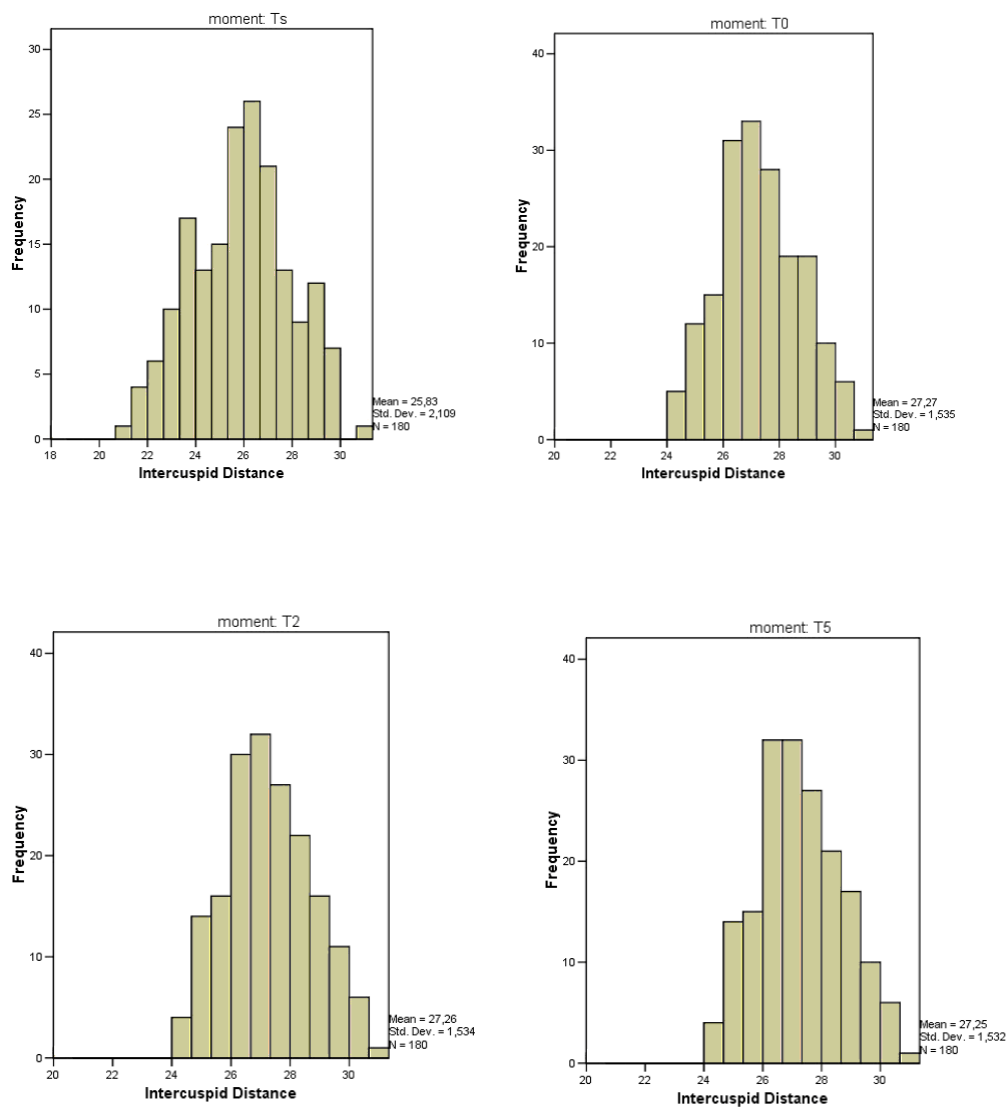 moment: Ts
30
25
20
15
10
5
0
Frequency
18 20 22 24 26 28 30
Intercuspid Distance
Mean = 25,83
Std. Dev. = 2,109
N = 180
moment: T0
40
30
20
10
0
Frequency
20 22 24 26 28 30
Intercuspid Distance
Mean = 27,27
Std. Dev. = 1,535
N = 180
moment: T2
40
30
20
10
0
Frequency
20 22 24 26 28 30
Intercuspid Distance
Mean = 27,26
Std. Dev. = 1,534
N = 180
moment: T5
40
30
20
10
0
Frequency
20 22 24 26 28 30
Intercuspid Distance
Mean = 27,25
Std. Dev. = 1,532
N = 180